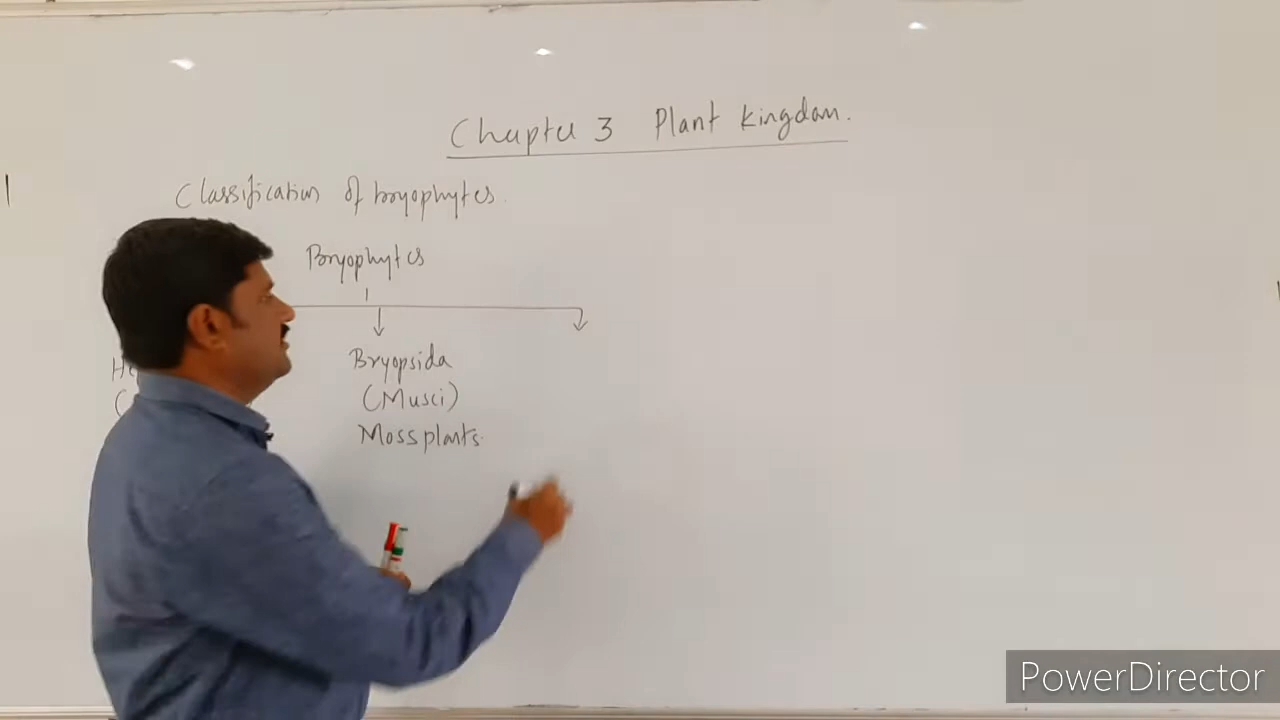 Chapter 3 Plant Kingdom.
Classification of bryophytes.
Bryophytes
Bryopsida
(Musci)
Moss plants.
PowerDirector